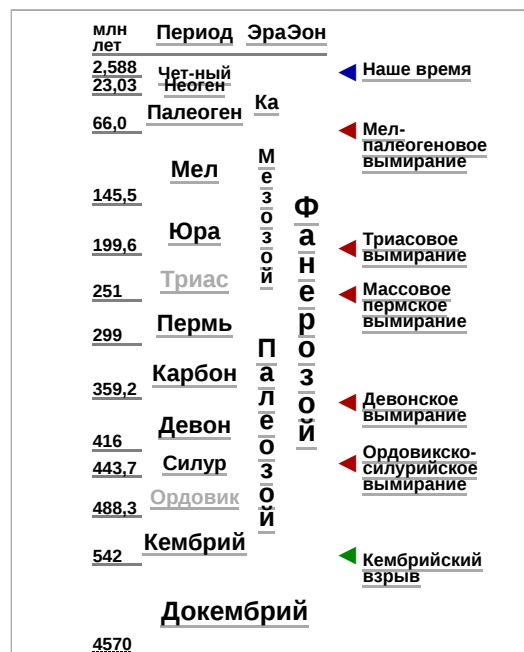 млн лет Период Эра Эон
2,588
Чет-ный
Наше время
23,03
Неоген
Палеоген
Ка
66,0
Мел-
палеогеновое
вымирание
Мел
Мезозой
145,5
Фанерозой
Юра
199,6
Триасовое
вымирание
Триас
251
Массовое
пермское
вымирание
Пермь
299
Палеозой
Карбон
359,2
Девонское
вымирание
Девон
416
Силур
443,7
Ордовикско-
силурийское
вымирание
Ордовик
488,3
Кембрий
542
Кембрийский
взрыв
Докембрий
4570